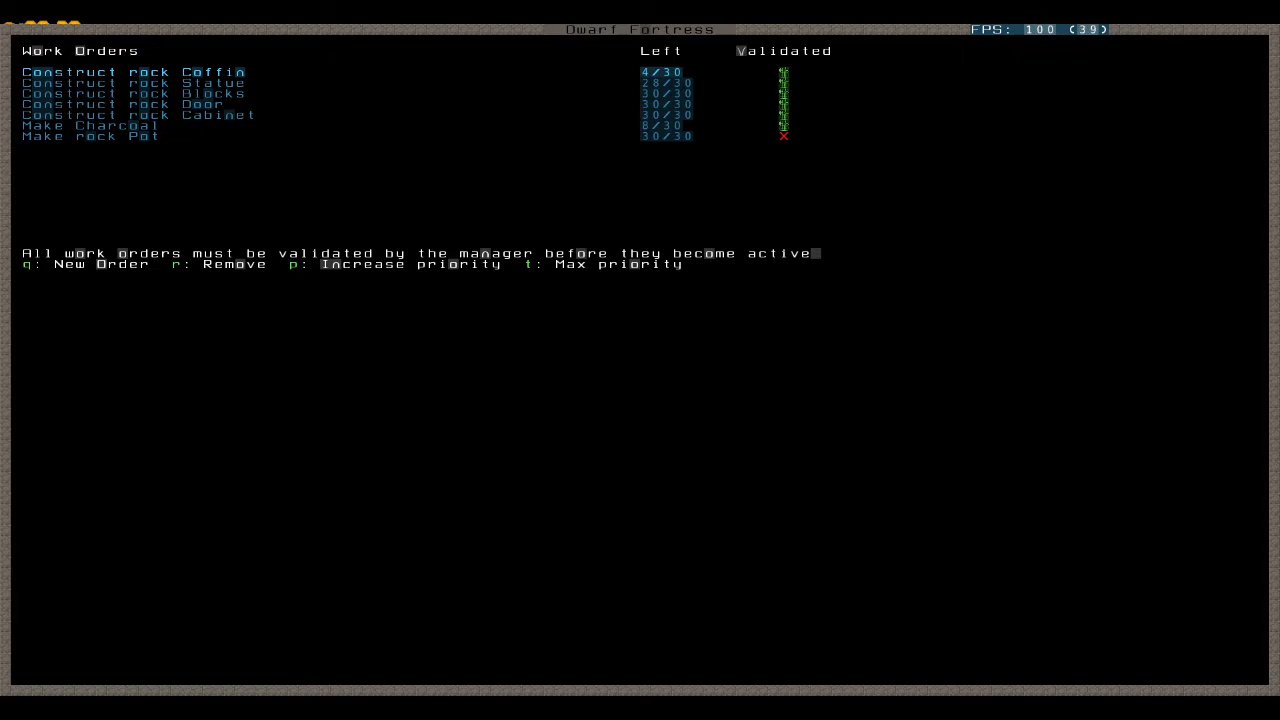 Dwarf Fortress FPS: 100 (39)
Work Orders Left Validated
Construct rock Coffin 4/30
Construct rock Statue 28/30
Construct rock Blocks 30/30
Construct rock Door 30/30
Construct rock Cabinet 30/30
Make Charcoal 8/30
Make rock Pot 30/30
All work orders must be validated by the manager before they become active
q: New Order r: Remove p: Increase priority t: Max priority